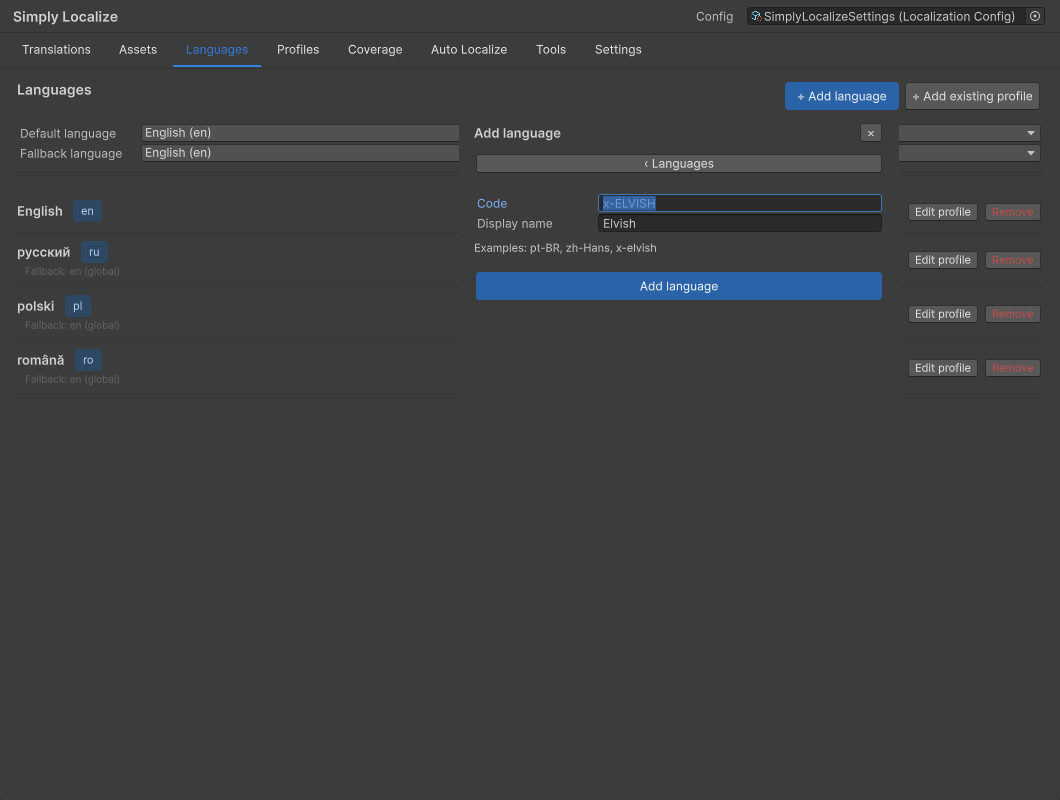 Simply Localize
Config SimplyLocalizeSettings (Localization Config)
Translations Assets Languages Profiles Coverage Auto Localize Tools Settings
Languages
+ Add language + Add existing profile
Default language English (en)
Fallback language English (en)
Add language ×
‹ Languages
Code x-ELVISH
Display name Elvish
Examples: pt-BR, zh-Hans, x-elvish
Add language
English en Edit profile Remove
русский ru Edit profile Remove
Fallback: en (global)
polski pl Edit profile Remove
Fallback: en (global)
română ro Edit profile Remove
Fallback: en (global)